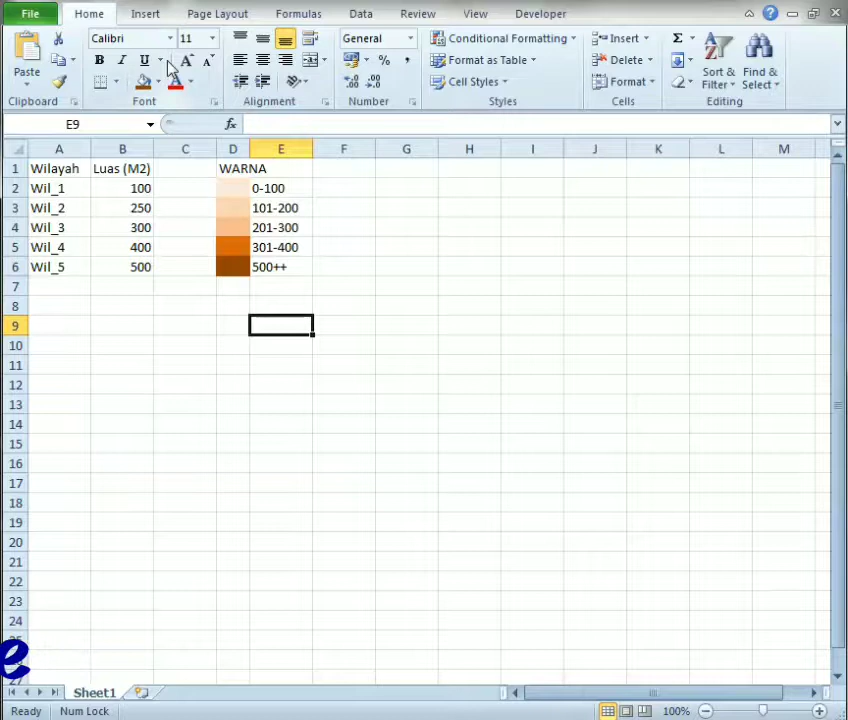 File Home Insert Page Layout Formulas Data Review View Developer
Calibri 11 General Conditional Formatting Insert Σ
Paste B I U A A % , Format as Table Delete Sort & Filter Find & Select
A Cell Styles Format
Clipboard Font Alignment Number Styles Cells Editing
E9 fx
A B C D E F G H I J K L M
1 Wilayah Luas (M2) WARNA
2 Wil_1 100 0-100
3 Wil_2 250 101-200
4 Wil_3 300 201-300
5 Wil_4 400 301-400
6 Wil_5 500 500++
7
8
9
10
11
12
13
14
15
16
17
18
19
20
21
22
23
24
25
e
27
Sheet1
Ready Num Lock 100%